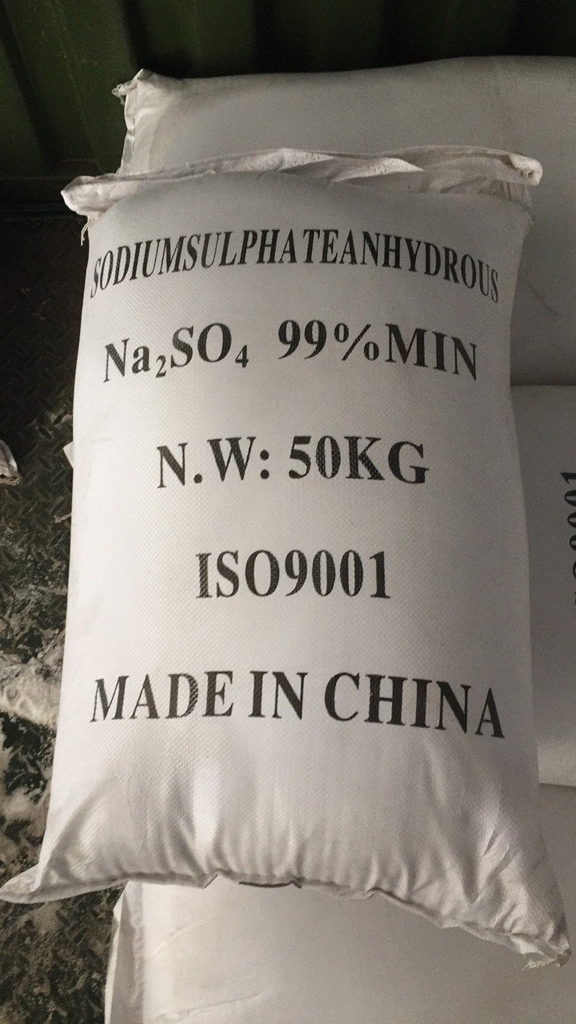 SODIUMSULPHATEANHYDROUS
Na₂SO₄ 99%MIN
N.W: 50KG
ISO9001
MADE IN CHINA